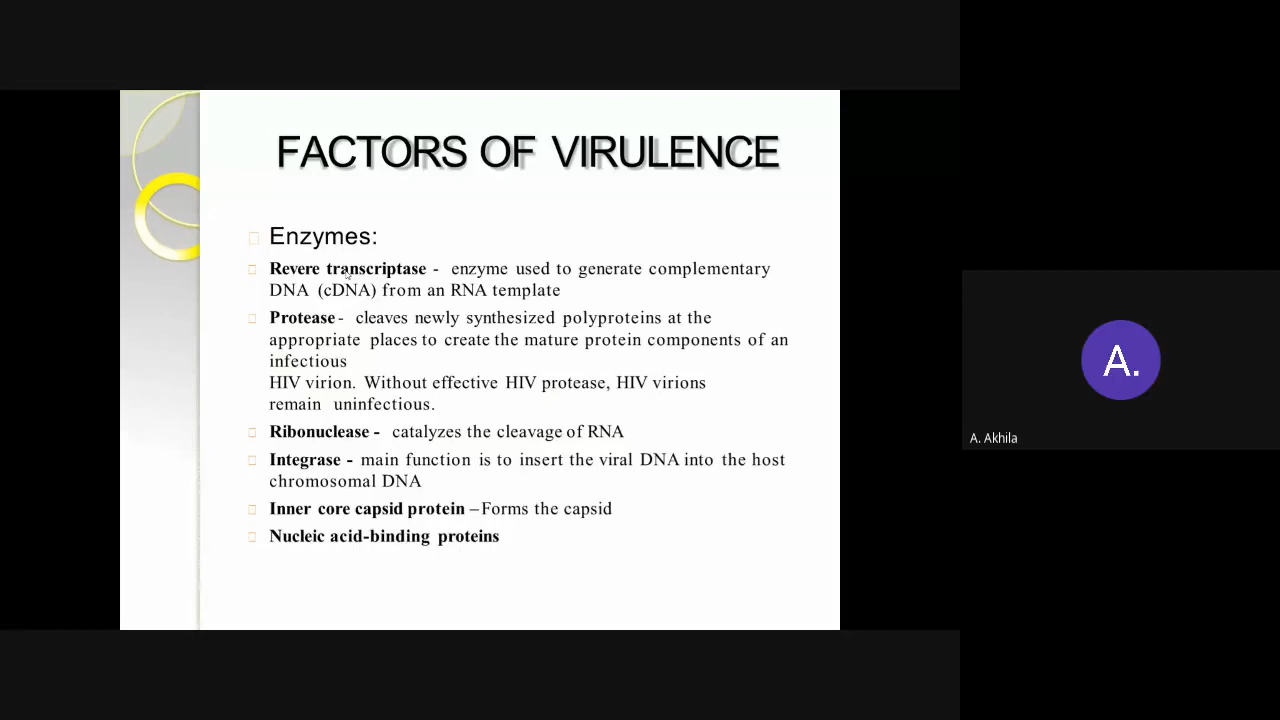 FACTORS OF VIRULENCE
Enzymes:
Revere transcriptase - enzyme used to generate complementary
DNA (cDNA) from an RNA template
Protease - cleaves newly synthesized polyproteins at the
appropriate places to create the mature protein components of an
infectious
HIV virion. Without effective HIV protease, HIV virions
remain uninfectious.
Ribonuclease - catalyzes the cleavage of RNA
Integrase - main function is to insert the viral DNA into the host
chromosomal DNA
Inner core capsid protein –Forms the capsid
Nucleic acid-binding proteins
A.
A. Akhila